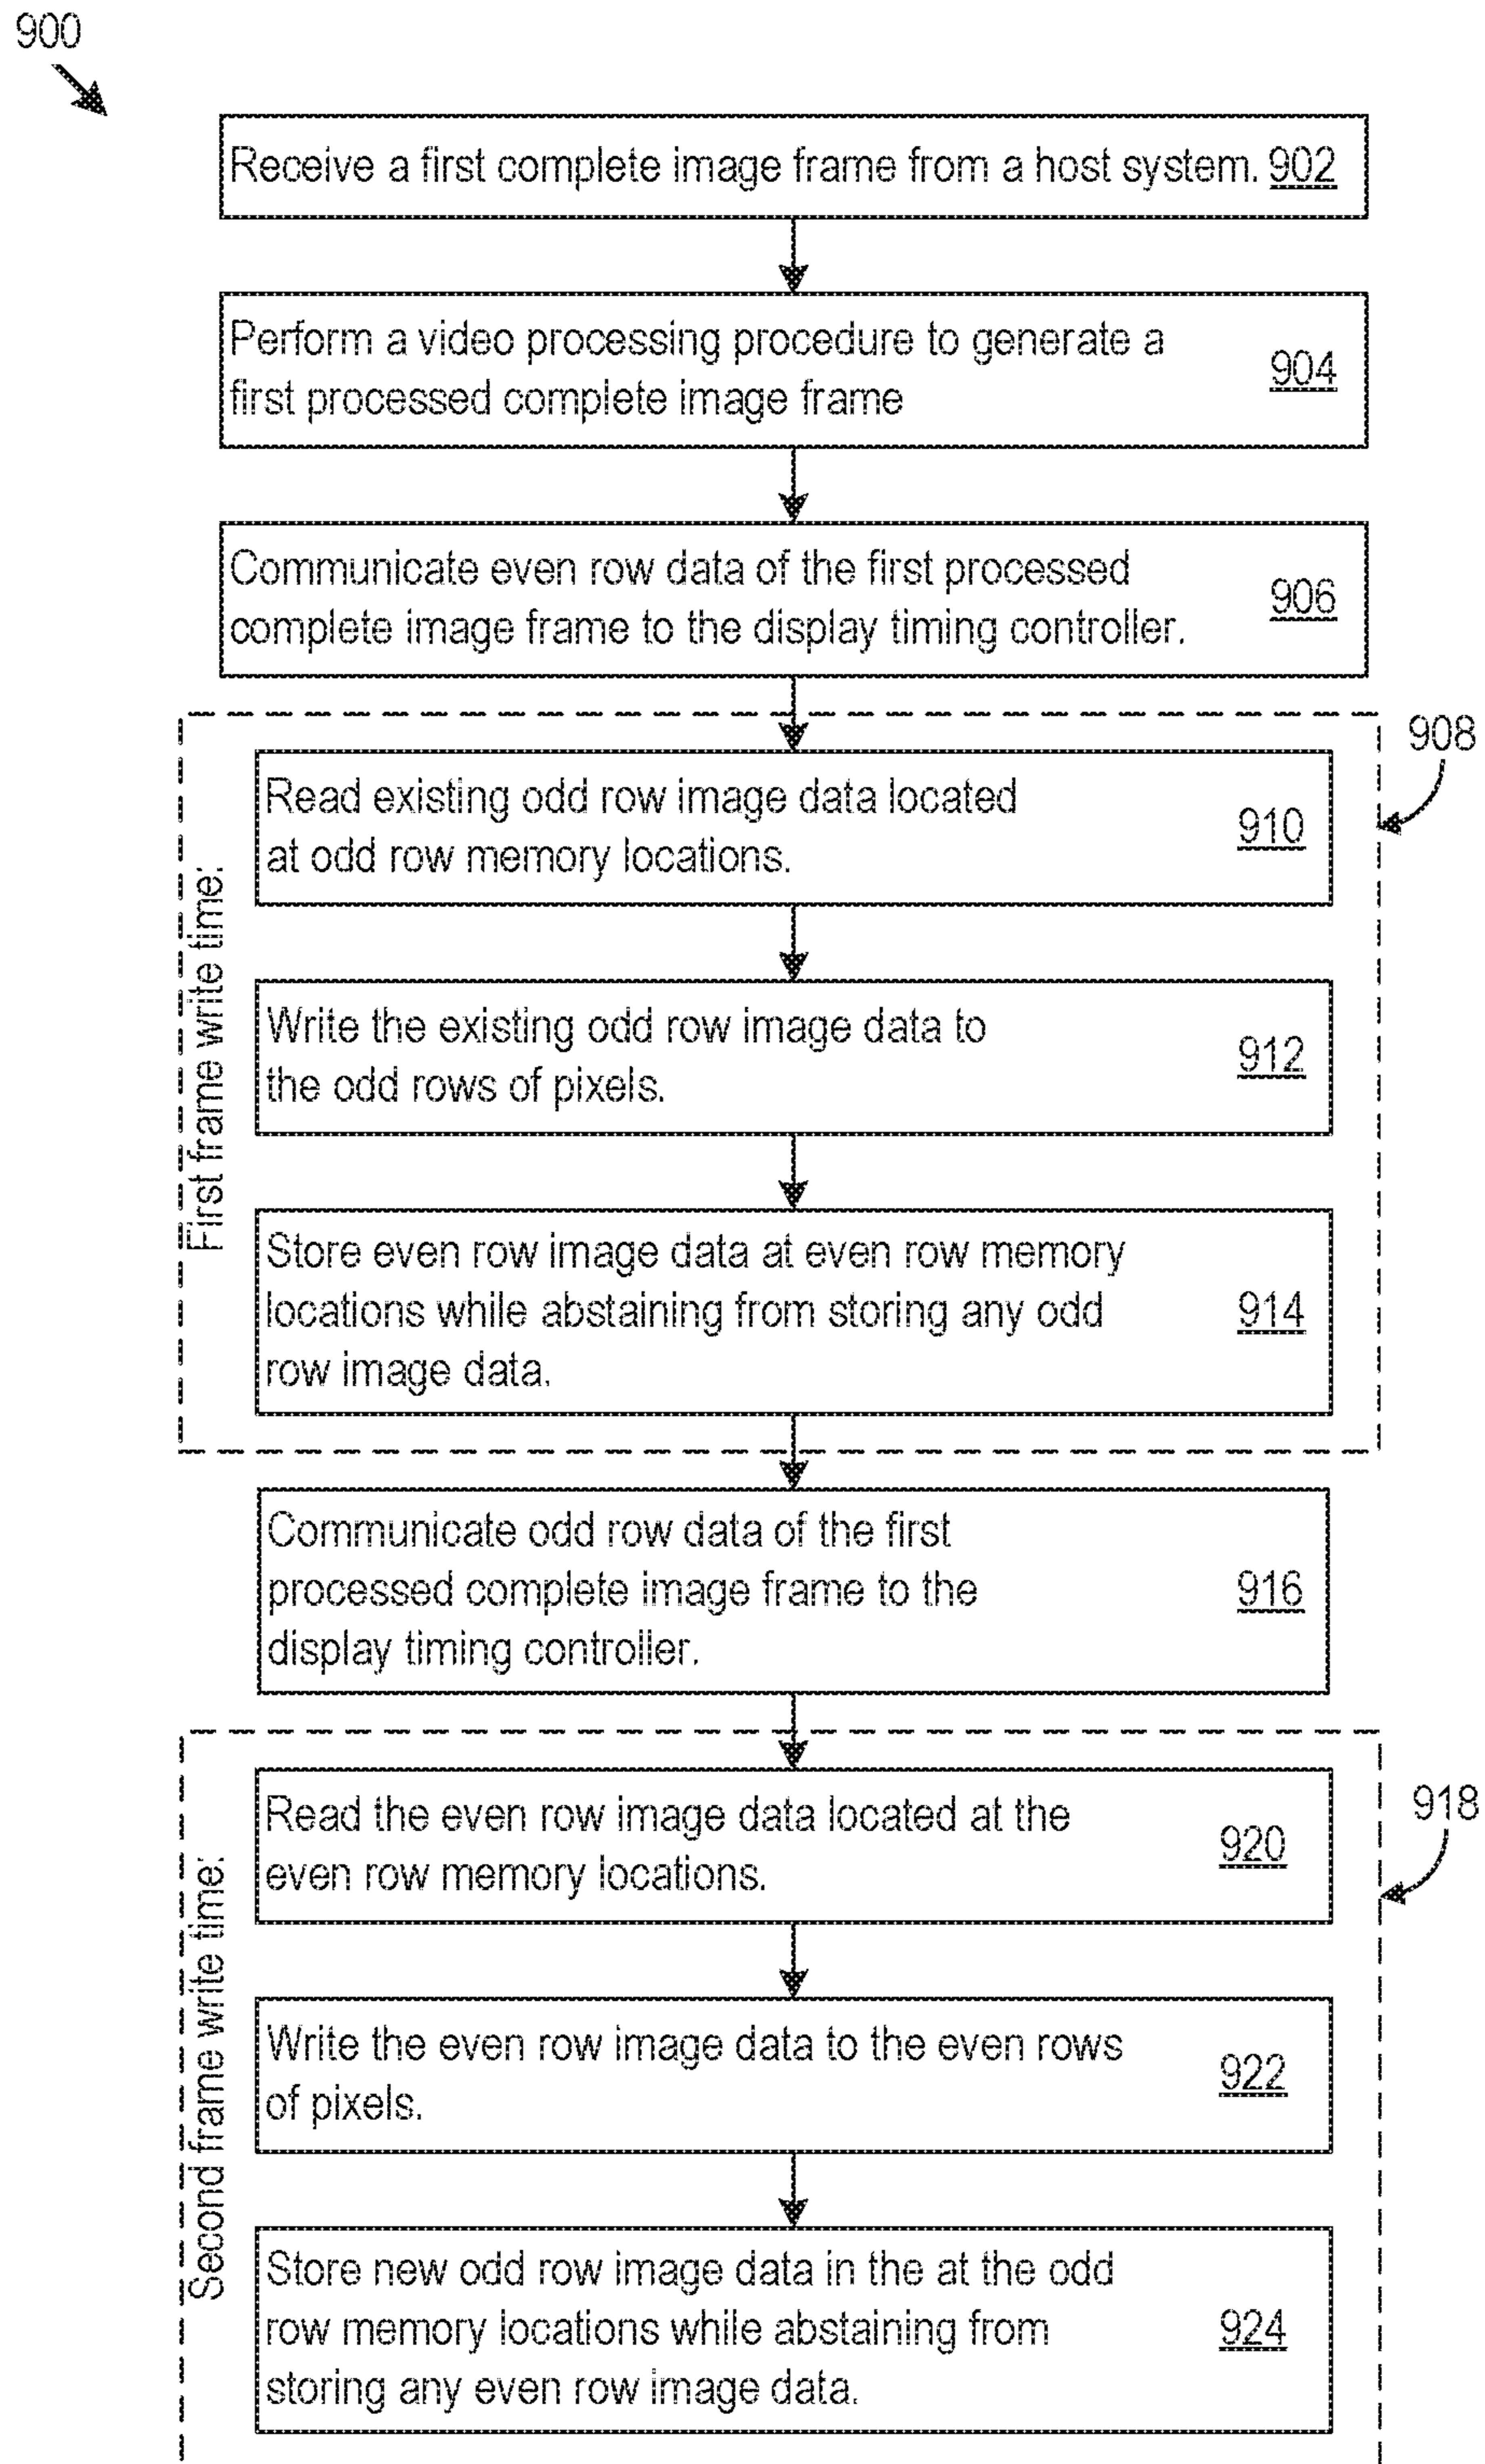 900
Receive a first complete image frame from a host system. 902
Perform a video processing procedure to generate a
first processed complete image frame
904
Communicate even row data of the first processed
complete image frame to the display timing controller.
906
908
First frame write time:
Read existing odd row image data located
at odd row memory locations.
910
Write the existing odd row image data to
the odd rows of pixels.
912
Store even row image data at even row memory
locations while abstaining from storing any odd
row image data.
914
Communicate odd row data of the first
processed complete image frame to the
display timing controller.
916
918
Second frame write time:
Read the even row image data located at the
even row memory locations.
920
Write the even row image data to the even rows
of pixels.
922
Store new odd row image data in the at the odd
row memory locations while abstaining from
storing any even row image data.
924